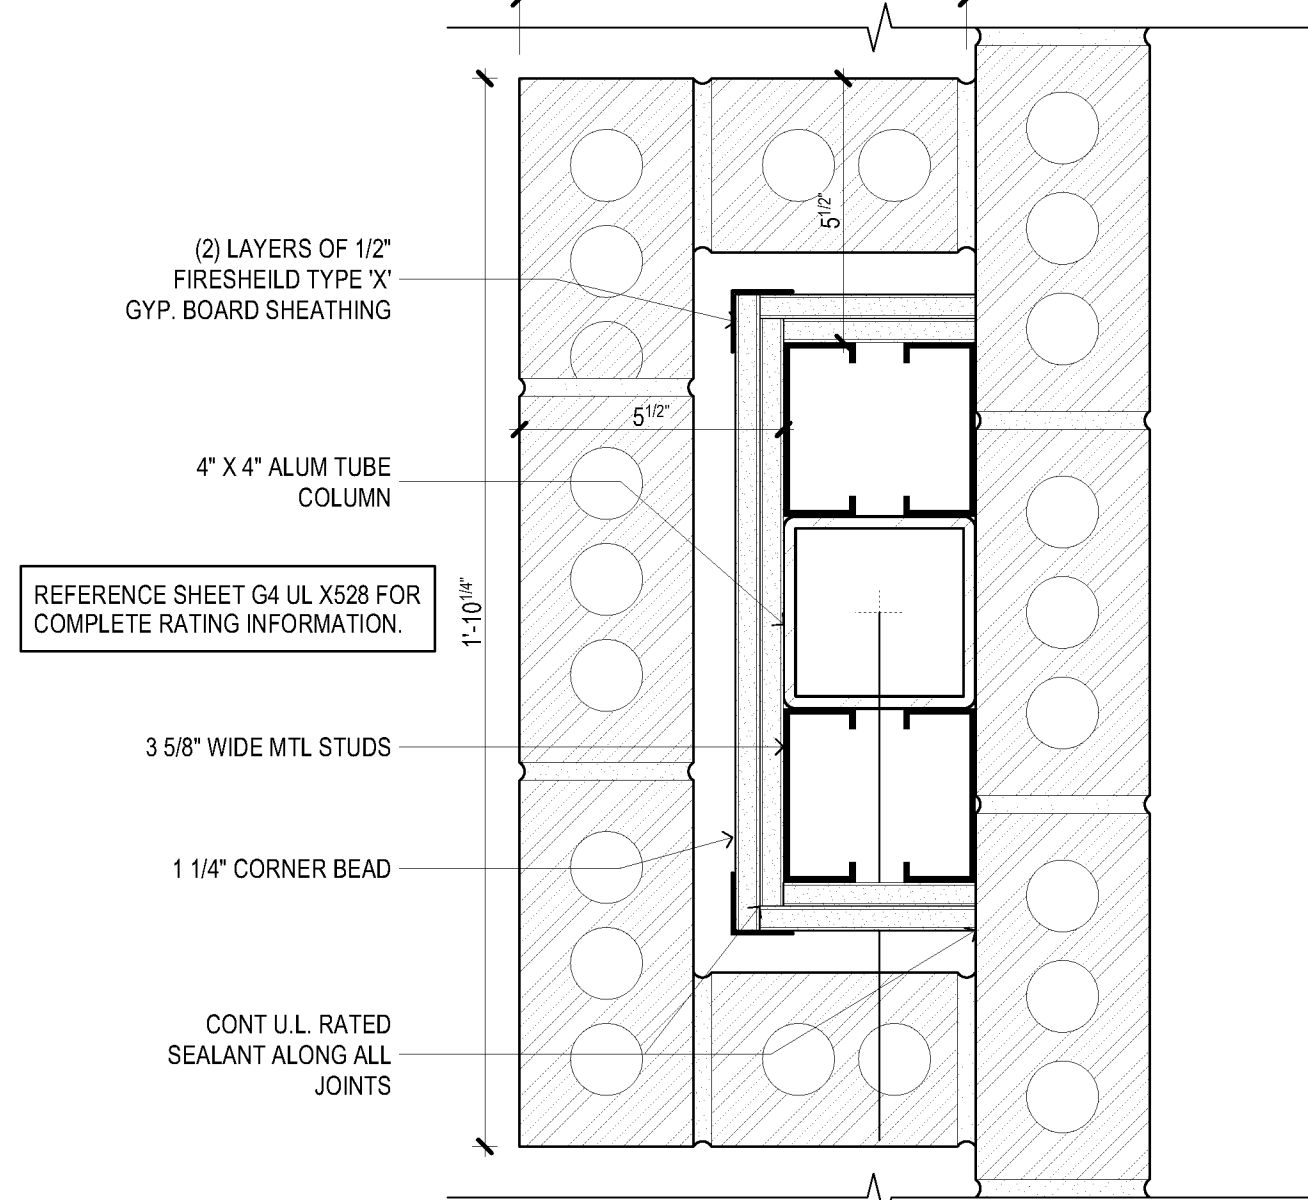 (2) LAYERS OF 1/2"
FIRESHEILD TYPE 'X'
GYP. BOARD SHEATHING
5 1/2"
5 1/2"
4" X 4" ALUM TUBE
COLUMN
REFERENCE SHEET G4 UL X528 FOR
COMPLETE RATING INFORMATION.
1'-10 1/4"
3 5/8" WIDE MTL STUDS
1 1/4" CORNER BEAD
CONT U.L. RATED
SEALANT ALONG ALL
JOINTS